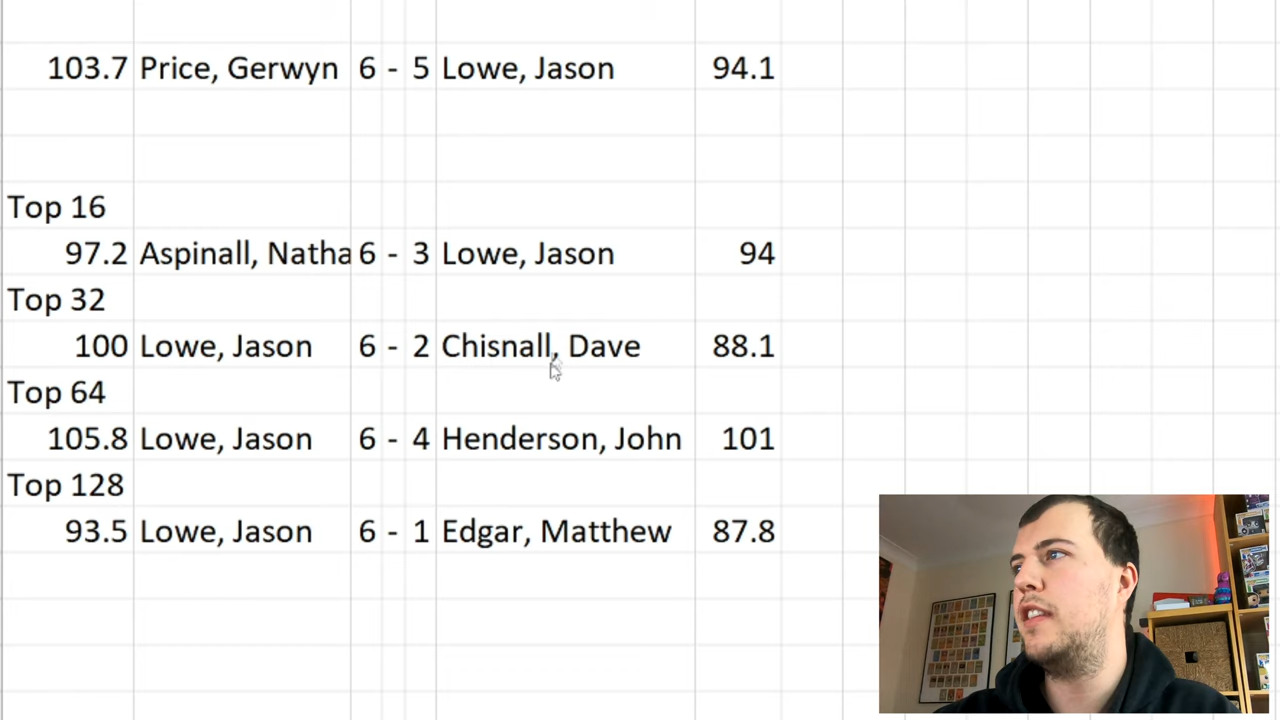 103.7 Price, Gerwyn 6 - 5 Lowe, Jason 94.1
Top 16
97.2 Aspinall, Natha 6 - 3 Lowe, Jason 94
Top 32
100 Lowe, Jason 6 - 2 Chisnall, Dave 88.1
Top 64
105.8 Lowe, Jason 6 - 4 Henderson, John 101
Top 128
93.5 Lowe, Jason 6 - 1 Edgar, Matthew 87.8